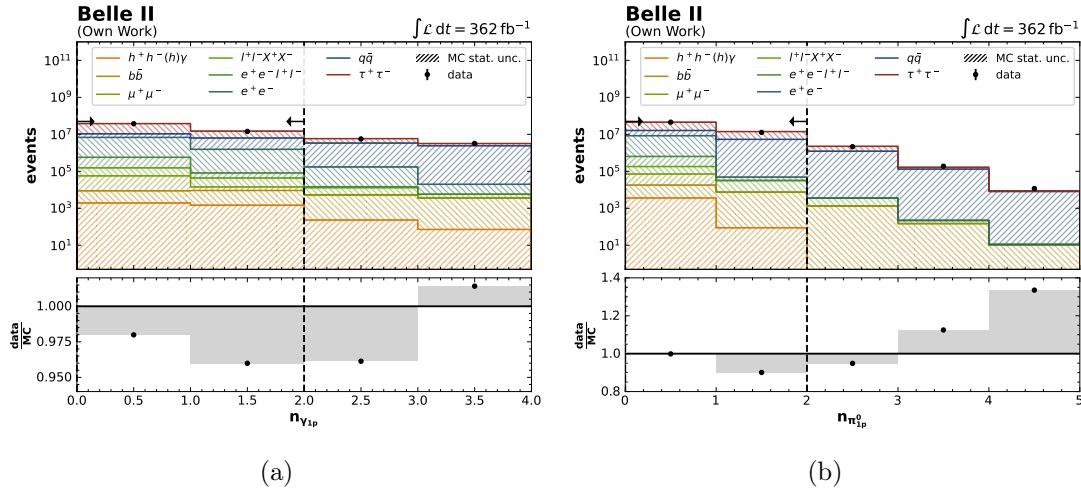 Belle II
(Own Work)
∫ℒ dt = 362 fb⁻¹
h⁺h⁻(h)γ
bb̄
μ⁺μ⁻
l⁺l⁻X⁺X⁻
e⁺e⁻l⁺l⁻
e⁺e⁻
qq̄
τ⁺τ⁻
MC stat. unc.
data
events
10¹¹
10⁹
10⁷
10⁵
10³
10¹
data/MC
1.000
0.975
0.950
0.0 0.5 1.0 1.5 2.0 2.5 3.0 3.5 4.0
n_γ1p
(a)
Belle II
(Own Work)
∫ℒ dt = 362 fb⁻¹
h⁺h⁻(h)γ
bb̄
μ⁺μ⁻
l⁺l⁻X⁺X⁻
e⁺e⁻l⁺l⁻
e⁺e⁻
qq̄
τ⁺τ⁻
MC stat. unc.
data
events
10¹¹
10⁹
10⁷
10⁵
10³
10¹
data/MC
1.4
1.2
1.0
0.8
0 1 2 3 4 5
n_π⁰1p
(b)